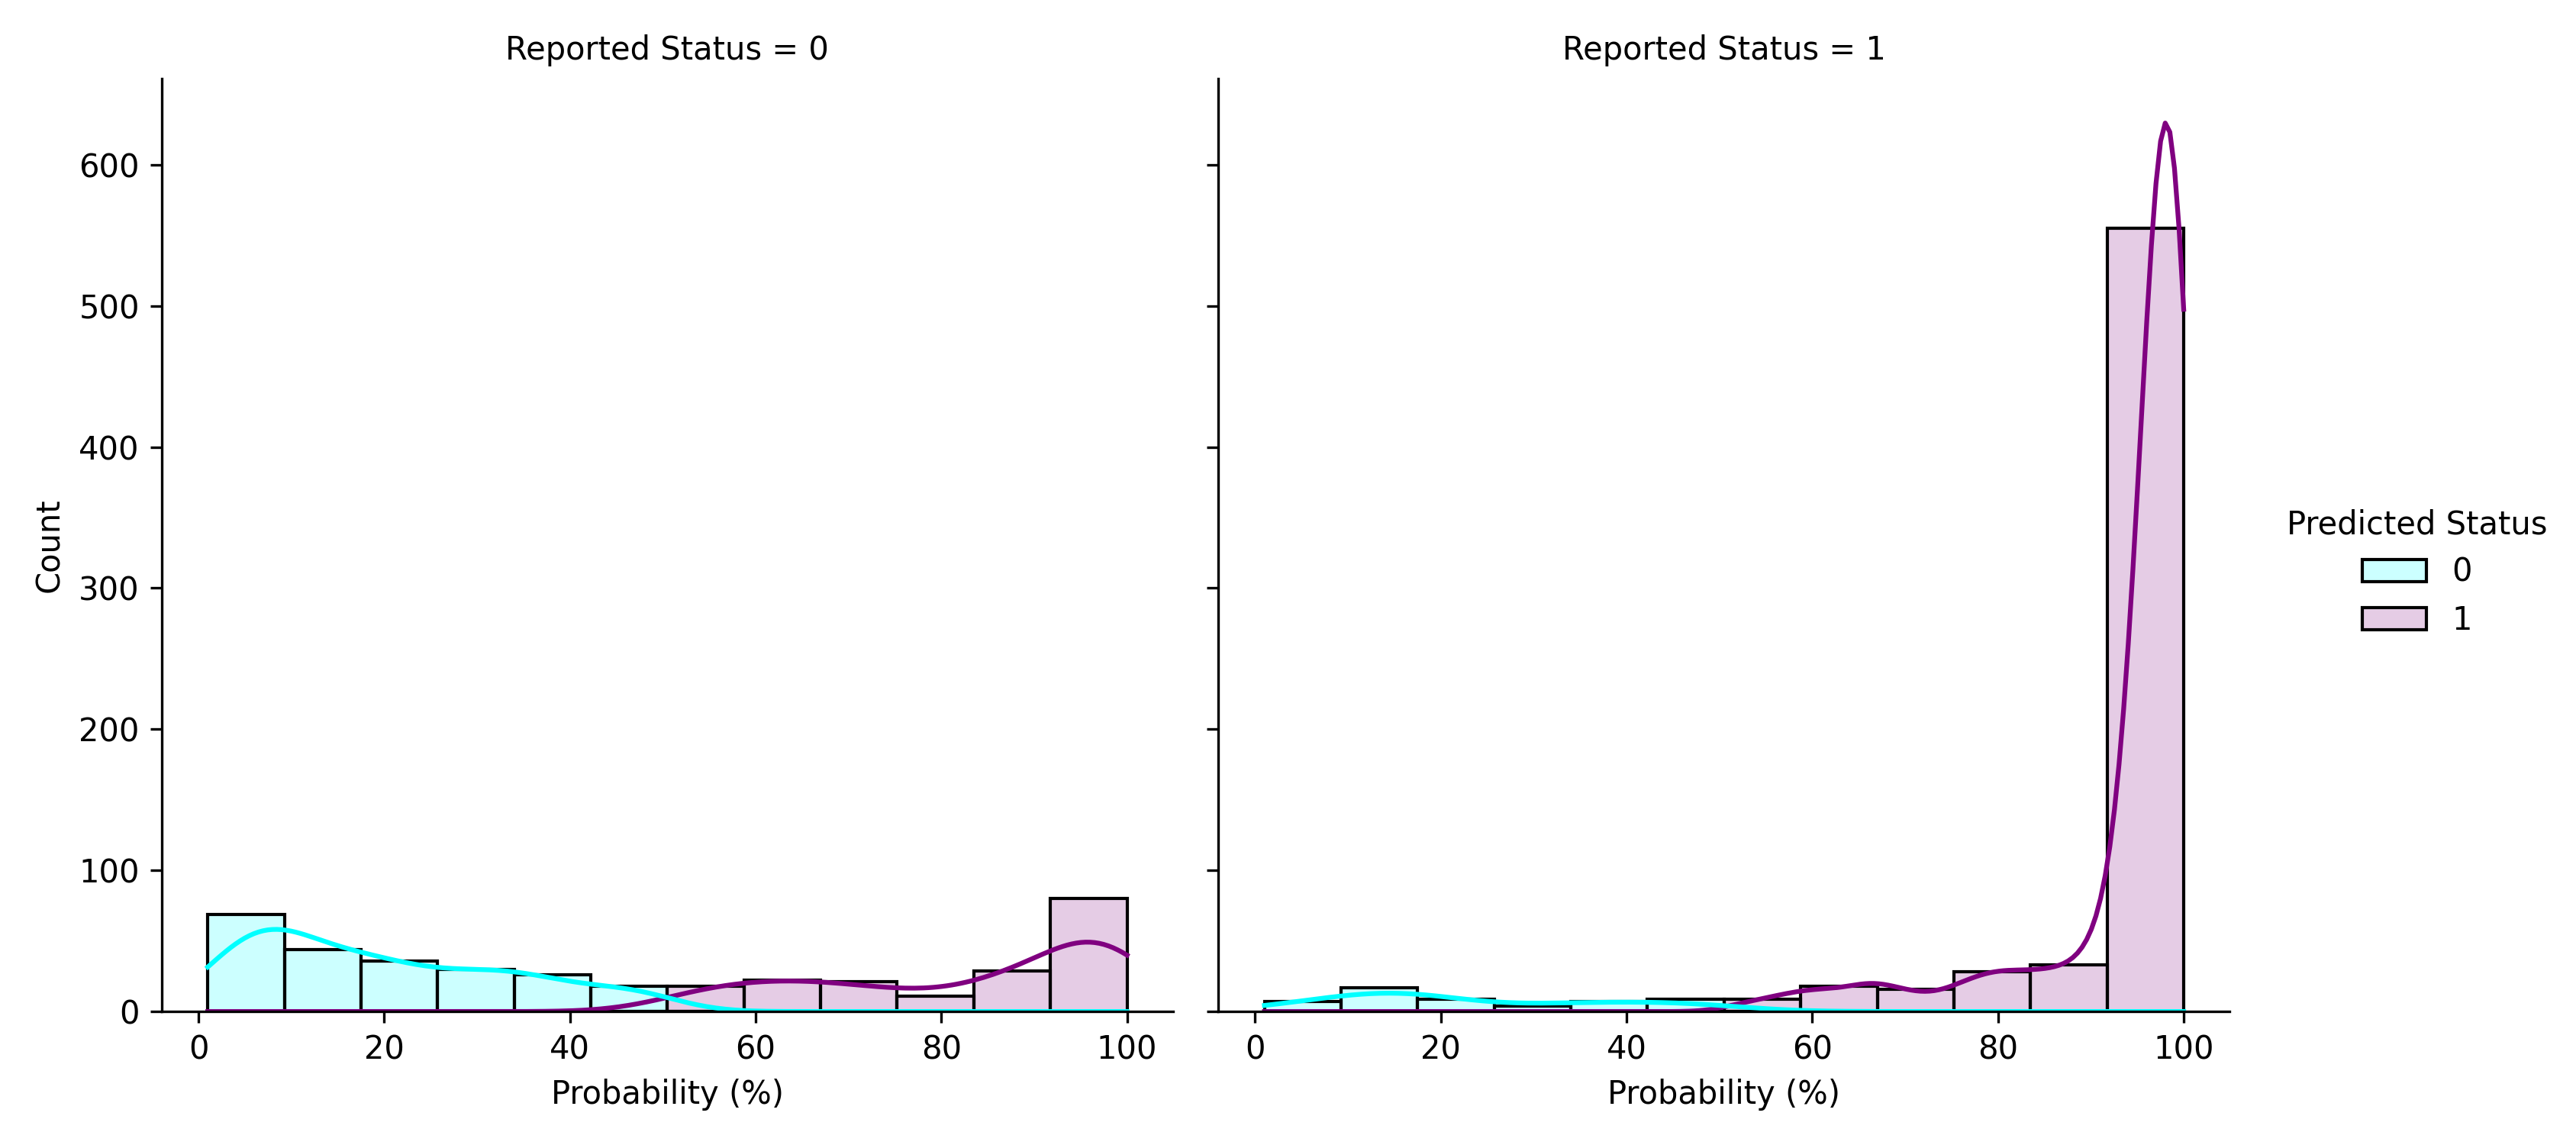 Reported Status = 0
Reported Status = 1
600
500
400
300
200
100
0
Count
0 20 40 60 80 100
0 20 40 60 80 100
Probability (%)
Probability (%)
Predicted Status
0
1